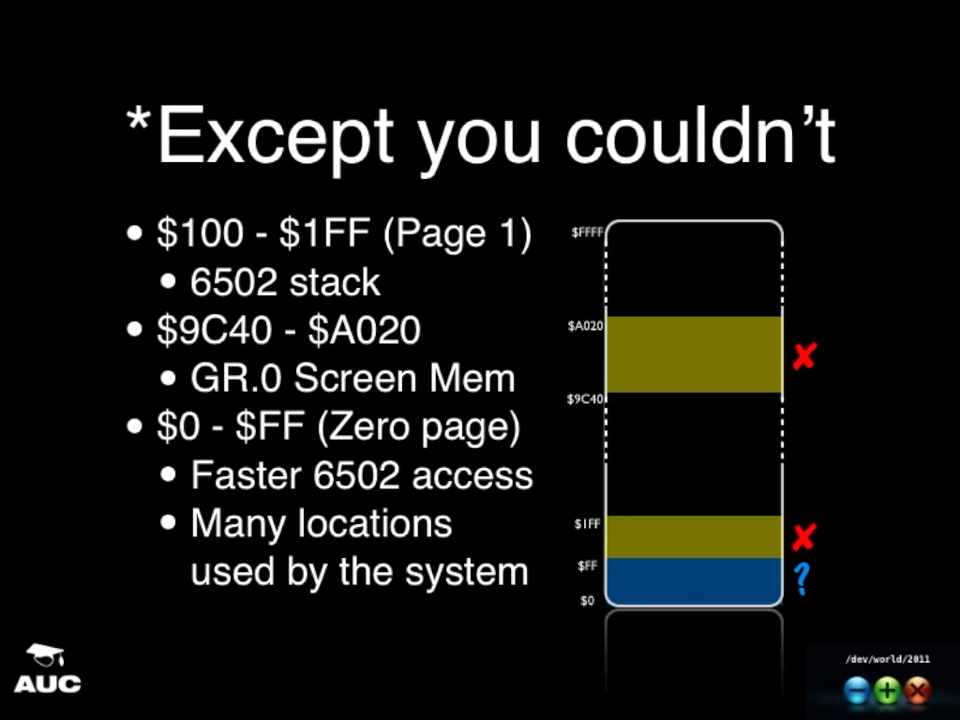 *Except you couldn't
• $100 - $1FF (Page 1)
• 6502 stack
• $9C40 - $A020
• GR.0 Screen Mem
• $0 - $FF (Zero page)
• Faster 6502 access
• Many locations
used by the system
$FFFF
$A020
$9C40
$1FF
$FF
$0
✘
✘
?
AUC
/dev/world/2011